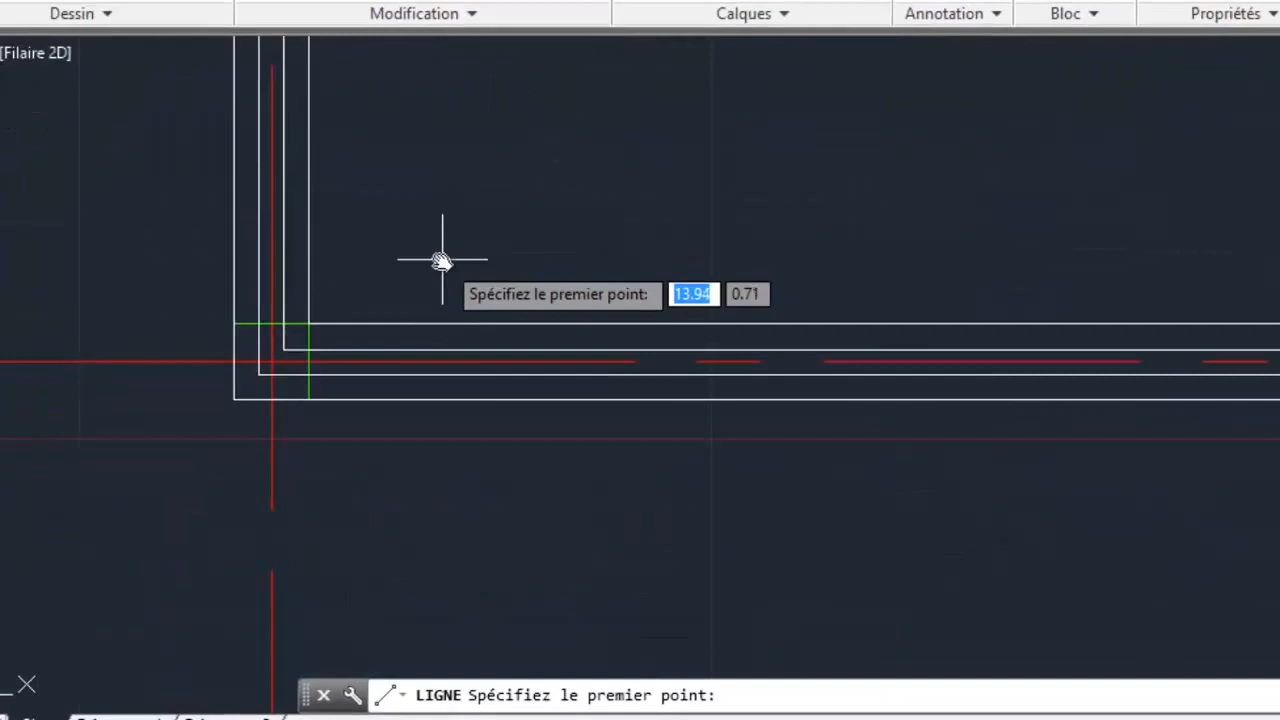 Dessin Modification Calques Annotation Bloc Propriétés
[Filaire 2D]
Spécifiez le premier point: 13.94 0.71
LIGNE Spécifiez le premier point: